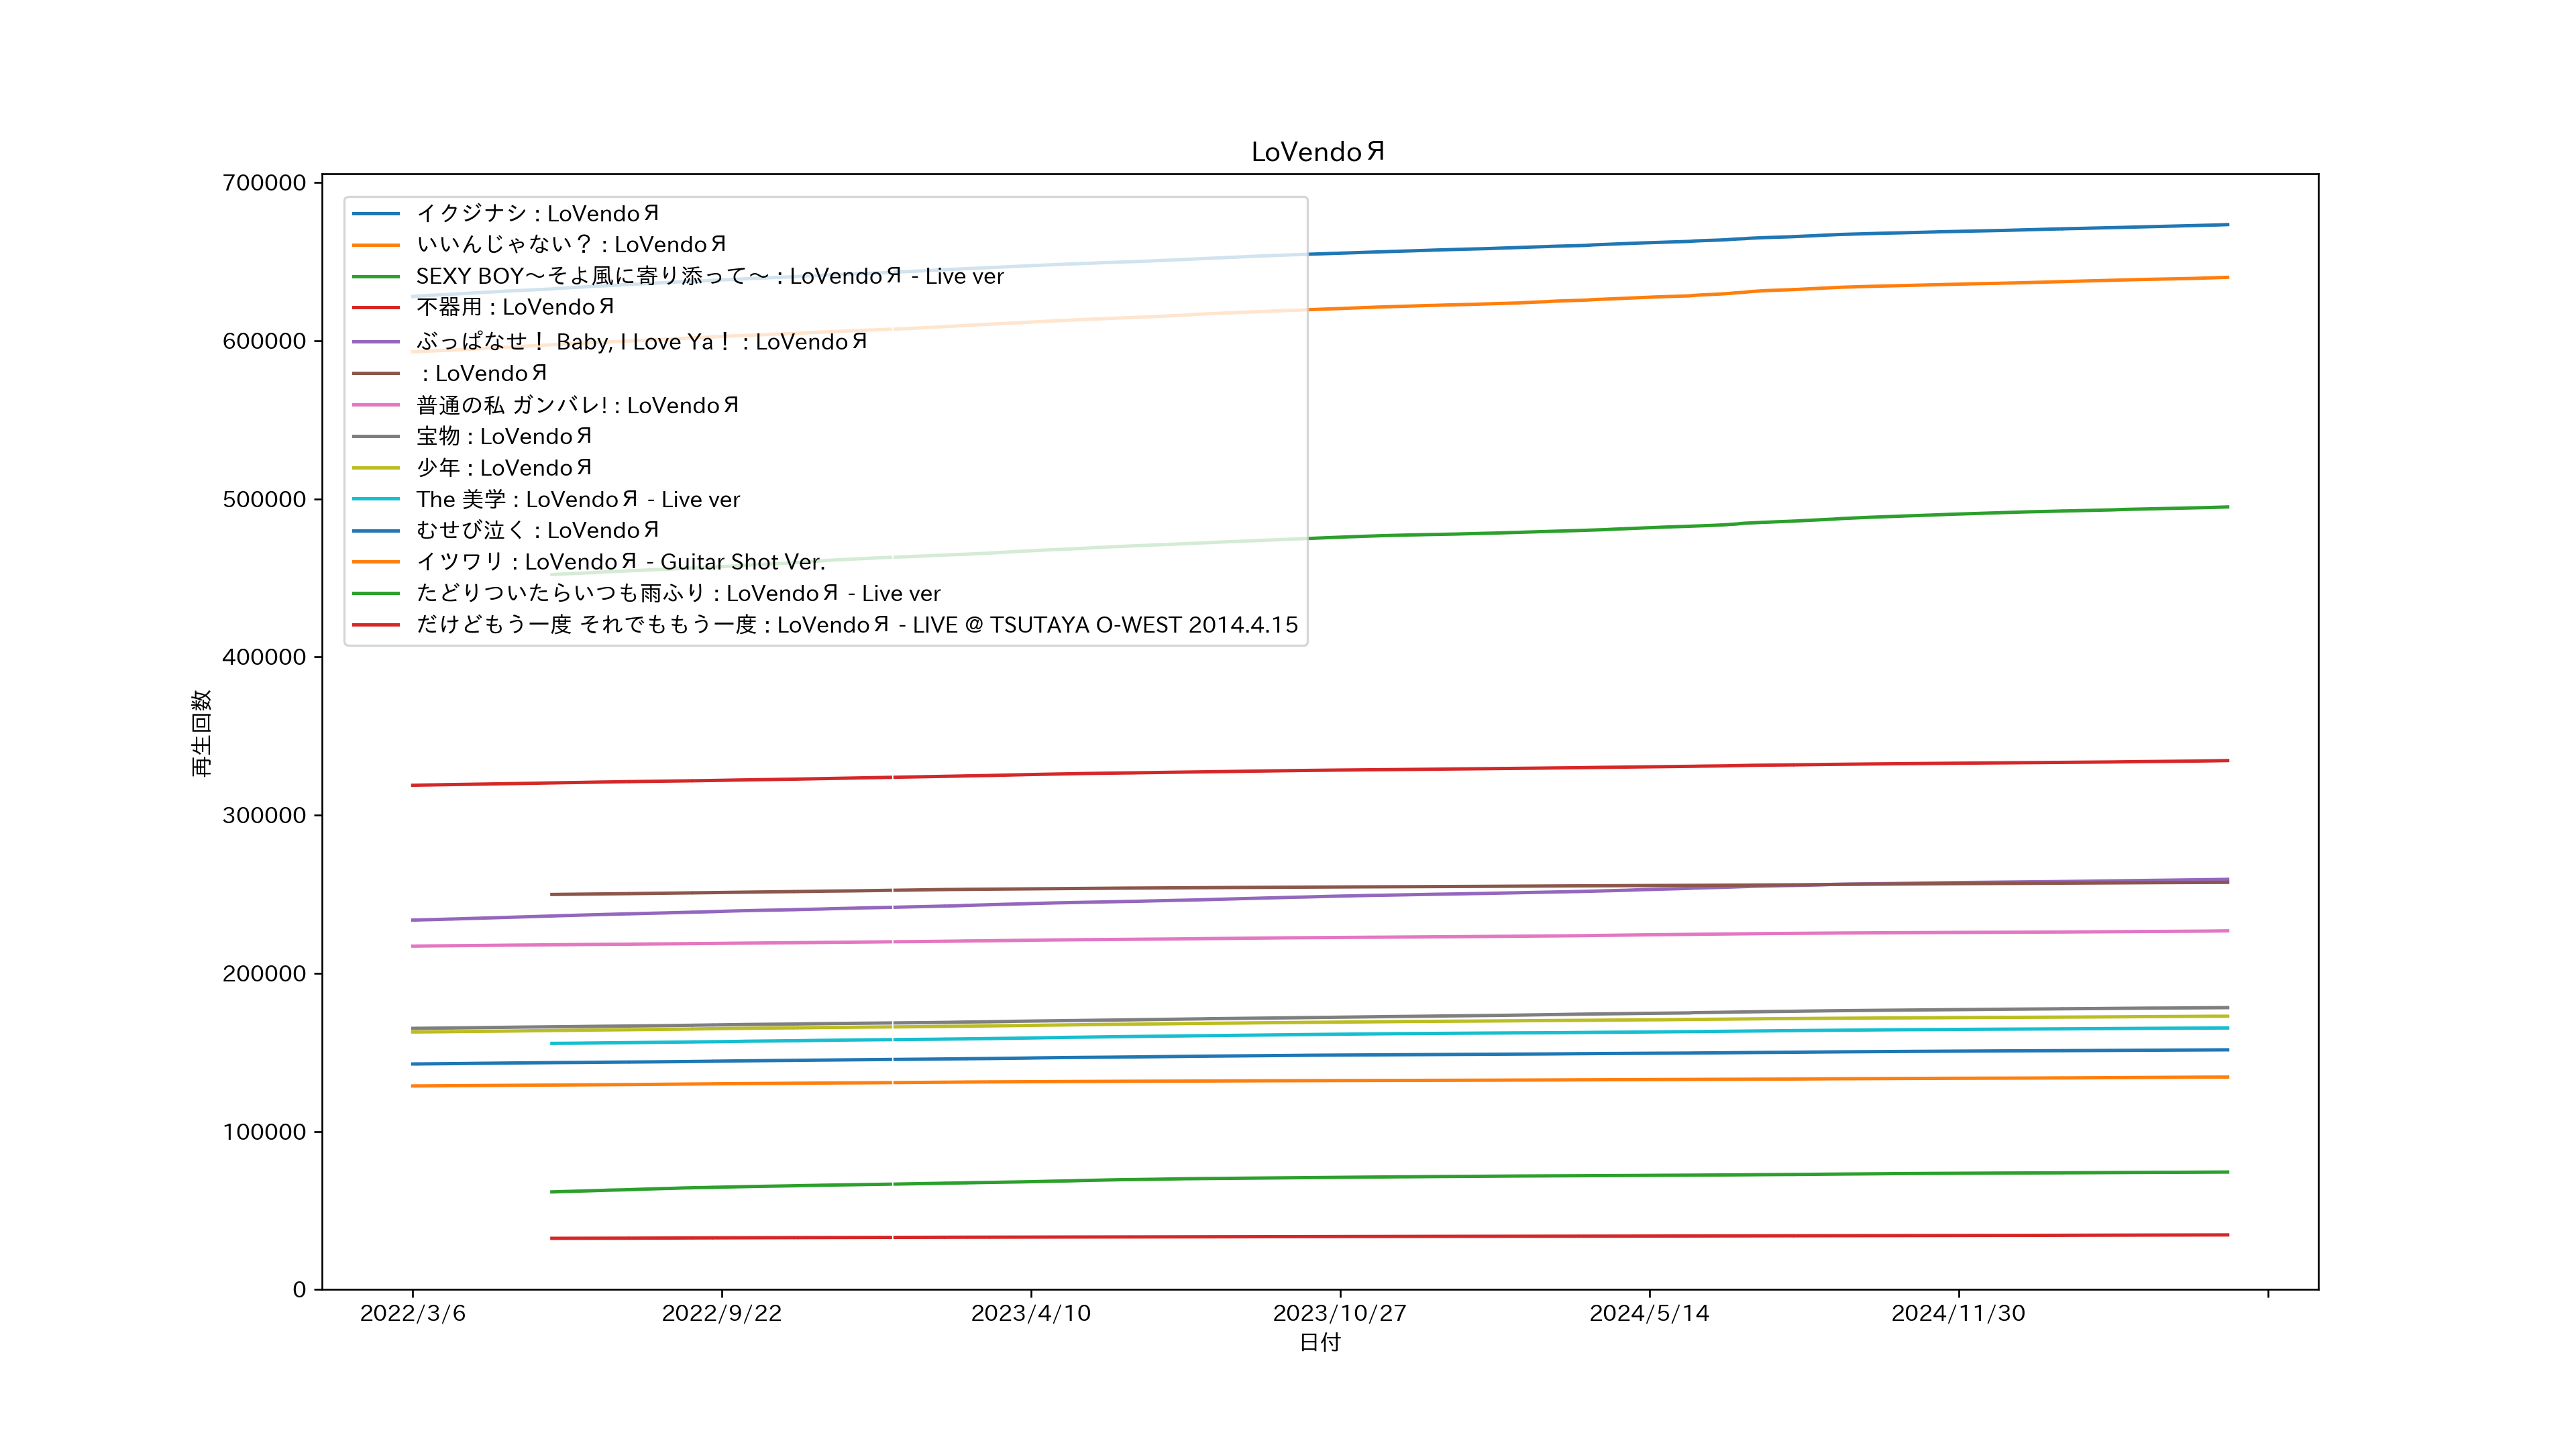 LoVendoЯ
700000
600000
500000
400000
300000
200000
100000
0
再生回数
イクジナシ : LoVendoЯ
いいんじゃない？ : LoVendoЯ
SEXY BOY～そよ風に寄り添って～ : LoVendoЯ - Live ver
不器用 : LoVendoЯ
ぶっぱなせ！ Baby, I Love Ya！ : LoVendoЯ
: LoVendoЯ
普通の私 ガンバレ! : LoVendoЯ
宝物 : LoVendoЯ
少年 : LoVendoЯ
The 美学 : LoVendoЯ - Live ver
むせび泣く : LoVendoЯ
イツワリ : LoVendoЯ - Guitar Shot Ver.
たどりついたらいつも雨ふり : LoVendoЯ - Live ver
だけどもう一度 それでももう一度 : LoVendoЯ - LIVE @ TSUTAYA O-WEST 2014.4.15
2022/3/6 2022/9/22 2023/4/10 2023/10/27 2024/5/14 2024/11/30
日付